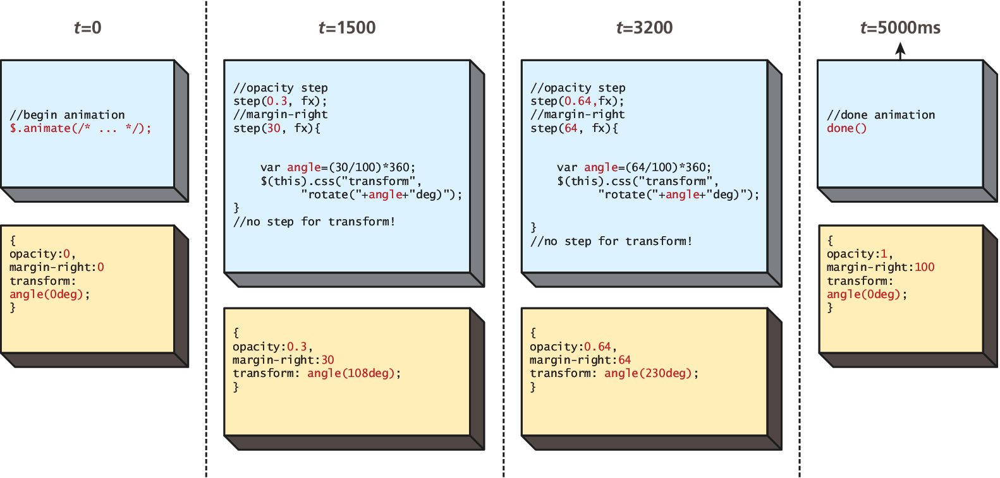 t=0
//begin animation
$.animate(/* ... */);
{
opacity:0,
margin-right:0
transform:
angle(0deg);
}
t=1500
//opacity step
step(0.3, fx);
//margin-right
step(30, fx){
var angle=(30/100)*360;
$(this).css("transform",
"rotate("+angle+"deg)");
}
//no step for transform!
{
opacity:0.3,
margin-right:30
transform: angle(108deg);
}
t=3200
//opacity step
step(0.64,fx);
//margin-right
step(64, fx){
var angle=(64/100)*360;
$(this).css("transform",
"rotate("+angle+"deg)");
}
//no step for transform!
{
opacity:0.64,
margin-right:64
transform: angle(230deg);
}
t=5000ms
//done animation
done()
{
opacity:1,
margin-right:100
transform:
angle(0deg);
}